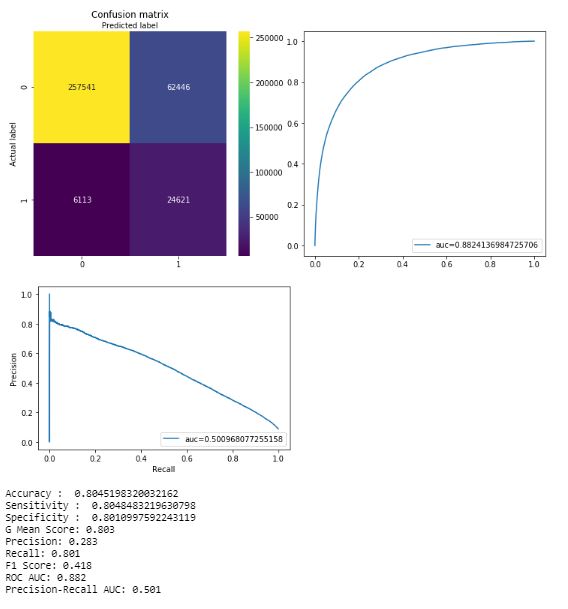 Confusion matrix
Predicted label
257541 62446
6113 24621
Actual label
0
1
0 1
250000
200000
150000
100000
50000
1.0
0.8
0.6
0.4
0.2
0.0
0.0 0.2 0.4 0.6 0.8 1.0
auc=0.8824136984725706
1.0
0.8
0.6
0.4
0.2
0.0
Precision
0.0 0.2 0.4 0.6 0.8 1.0
Recall
auc=0.500968077255158
Accuracy :  0.8045198320032162
Sensitivity :  0.8048483219630798
Specificity :  0.8010997592243119
G Mean Score: 0.803
Precision: 0.283
Recall: 0.801
F1 Score: 0.418
ROC AUC: 0.882
Precision-Recall AUC: 0.501